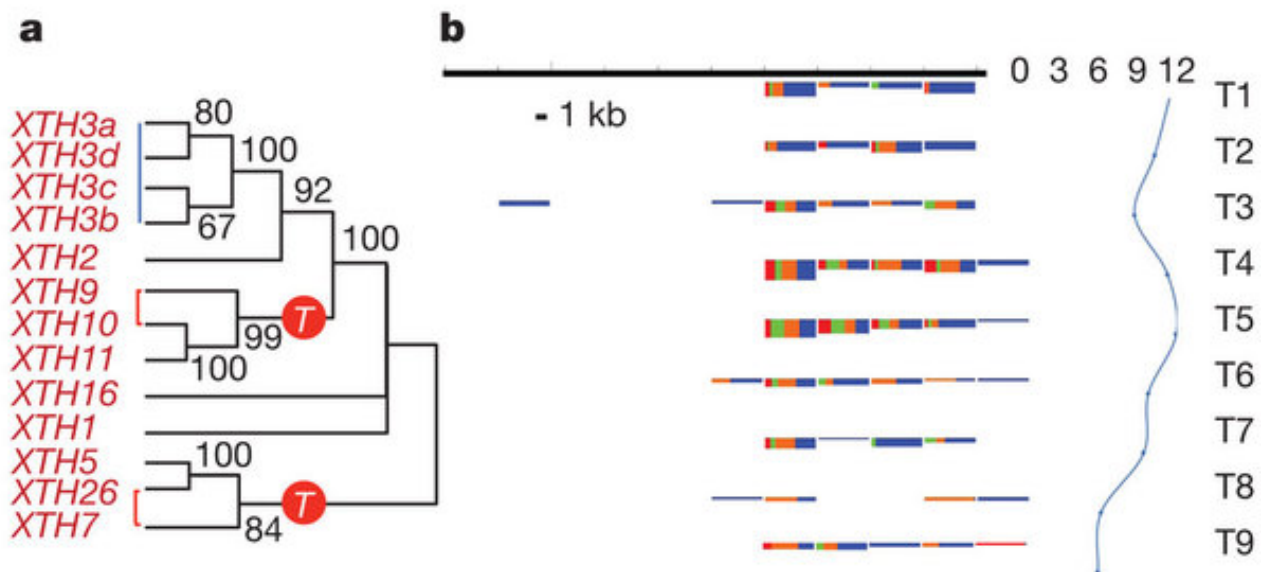 a
b
XTH3a
XTH3d
XTH3c
XTH3b
XTH2
XTH9
XTH10
XTH11
XTH16
XTH1
XTH5
XTH26
XTH7
80
100
67
92
100
99
100
T
100
84
T
- 1 kb
0 3 6 9 12
T1
T2
T3
T4
T5
T6
T7
T8
T9